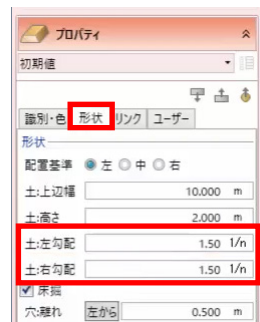 プロパティ
初期値
識別・色 形状 リンク ユーザー
形状
配置基準 左 中 右
土:上辺幅 10.000 m
土:高さ 2.000 m
土:左勾配 1.50 1/n
土:右勾配 1.50 1/n
床掘
穴:離れ 左から 0.500 m